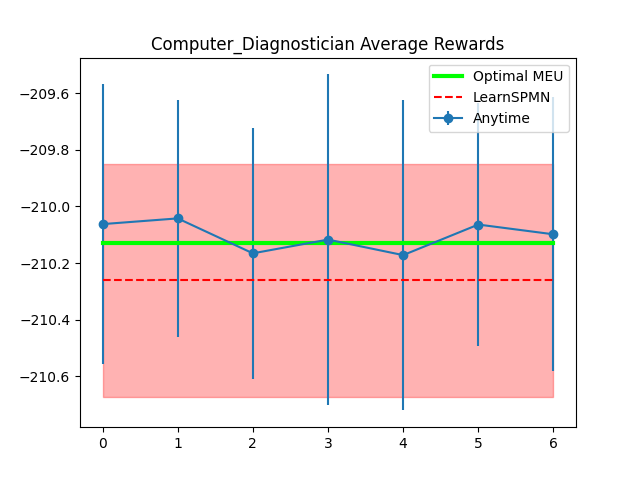 Computer_Diagnostician Average Rewards
Optimal MEU
LearnSPMN
Anytime
−209.6
−209.8
−210.0
−210.2
−210.4
−210.6
0 1 2 3 4 5 6